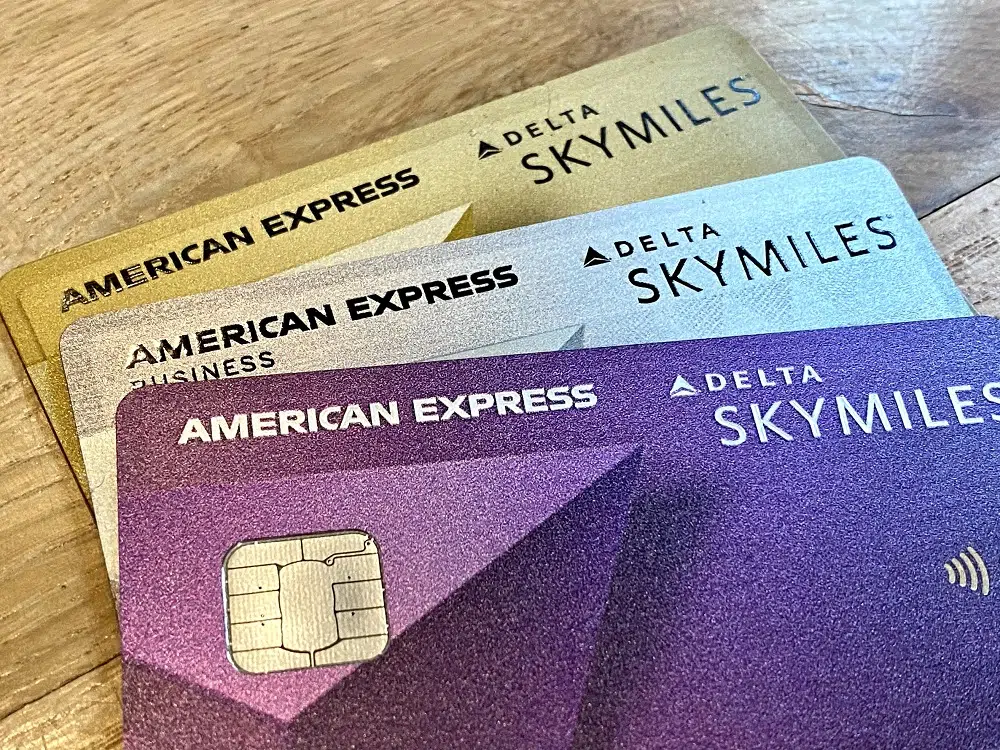 AMERICAN EXPRESS
DELTA
SKYMILES
AMERICAN EXPRESS
BUSINESS
DELTA
SKYMILES
AMERICAN EXPRESS
DELTA
SKYMILES